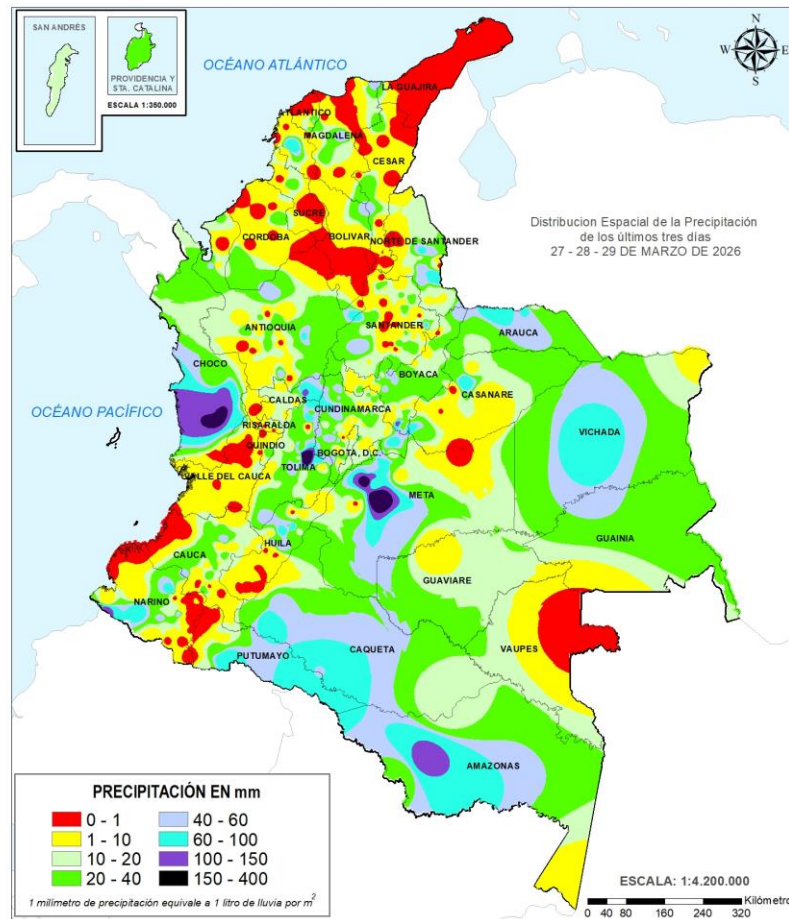 SAN ANDRÉS
PROVIDENCIA Y
STA. CATALINA
ESCALA 1:350.000
OCÉANO ATLÁNTICO
N
W E
S
LA GUAJIRA
ATLANTICO
MAGDALENA
CESAR
SUCRE
CORDOBA
BOLIVAR
NORTE DE SANTANDER
Distribucion Espacial de la Precipitación
de los últimos tres días
27 - 28 - 29 DE MARZO DE 2026
ANTIOQUIA
SANTANDER
ARAUCA
CHOCO
BOYACA
CASANARE
OCÉANO PACÍFICO
CALDAS
CUNDINAMARCA
RISARALDA
VICHADA
QUINDIO
BOGOTA, D.C.
TOLIMA
VALLE DEL CAUCA
META
GUAINIA
CAUCA
HUILA
GUAVIARE
NARIÑO
VAUPES
PUTUMAYO
CAQUETA
AMAZONAS
PRECIPITACIÓN EN mm
0 - 1 40 - 60
1 - 10 60 - 100
10 - 20 100 - 150
20 - 40 150 - 400
1 milímetro de precipitación equivale a 1 litro de lluvia por m²
ESCALA: 1:4.200.000
Kilómetro
0 40 80 160 240 320